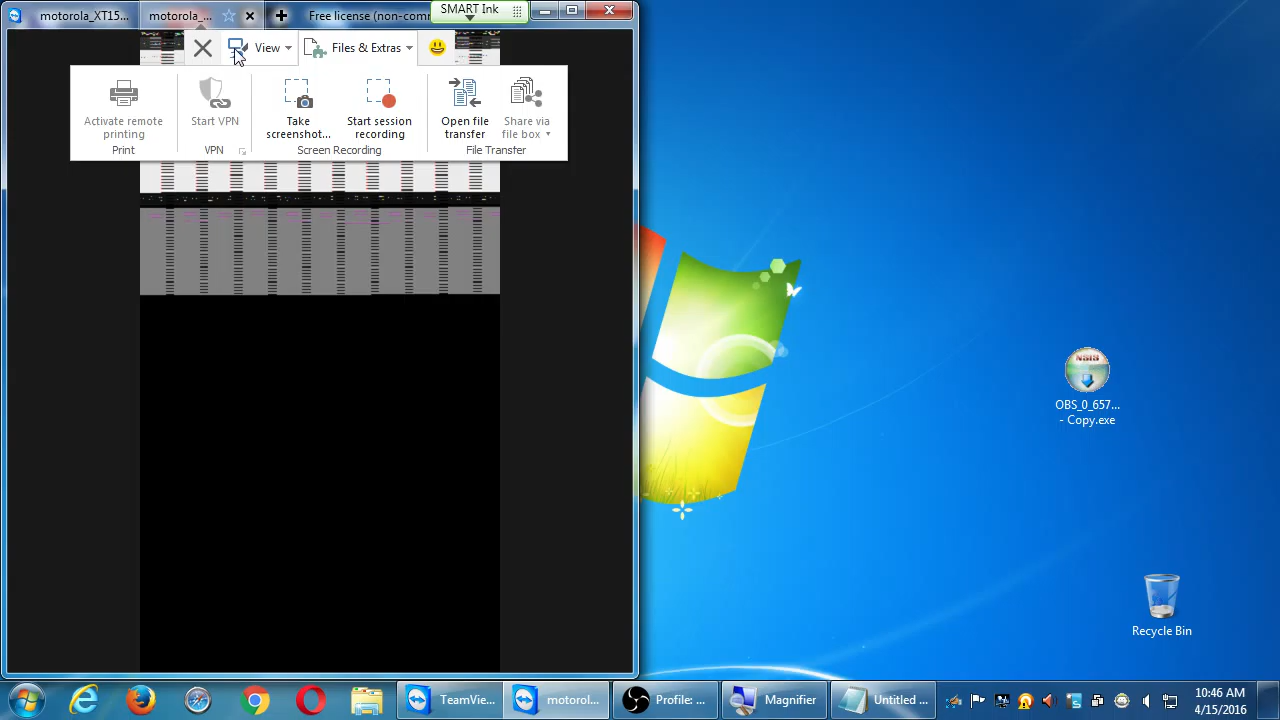 motorola_XT15...
motorola_...
Free license (non-comm
SMART Ink
View
Files & Extras
Activate remote
printing
Start VPN
Take
screenshot...
Start session
recording
Open file
transfer
Share via
file box
Print
VPN
Screen Recording
File Transfer
NSIS
OBS_0_657...
- Copy.exe
Recycle Bin
TeamVie...
motorol...
Profile: ...
Magnifier
Untitled ...
10:46 AM
4/15/2016